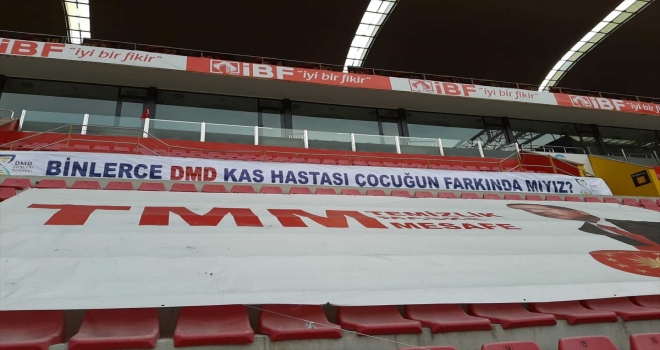 iBF "iyi bir fikir"
iBF "iyi bir fikir"
iBF "iyi bir fikir"
iBF "iyi bir fikir"
DMD
BİNLERCE DMD KAS HASTASI ÇOCUĞUN FARKINDA MIYIZ?
TMM
TEMİZLİK
MESAFE